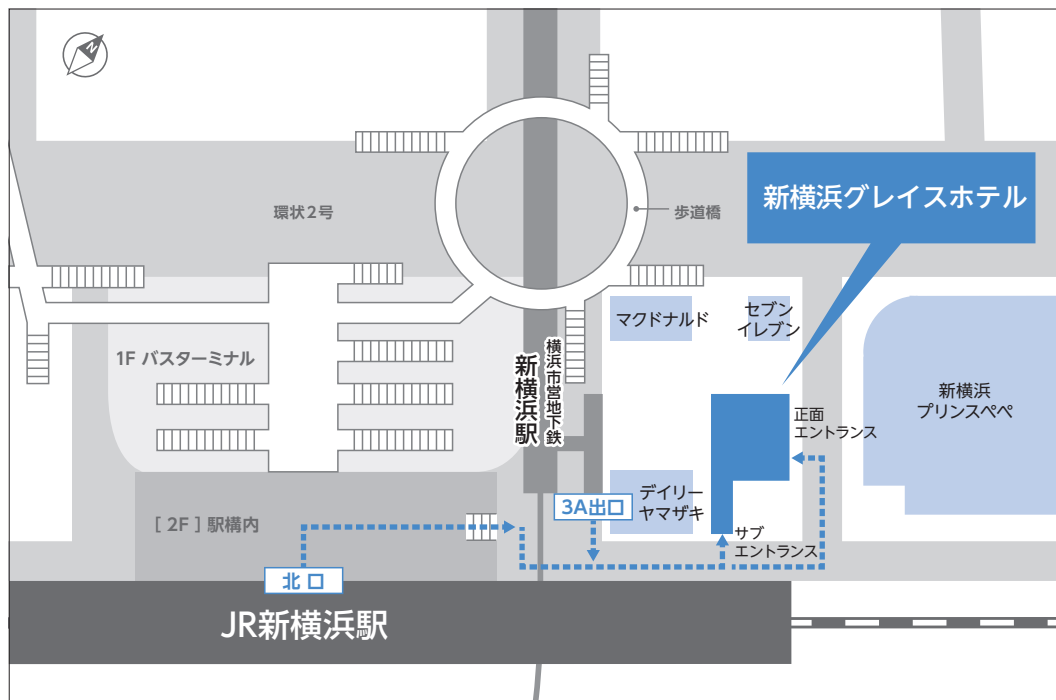 N
新横浜グレイスホテル
環状2号
歩道橋
マクドナルド
セブン
イレブン
1F バスターミナル
横浜市営地下鉄
新横浜駅
新横浜
プリンスペペ
正面
エントランス
デイリー
ヤマザキ
3A出口
[ 2F ] 駅構内
サブ
エントランス
北 口
JR新横浜駅